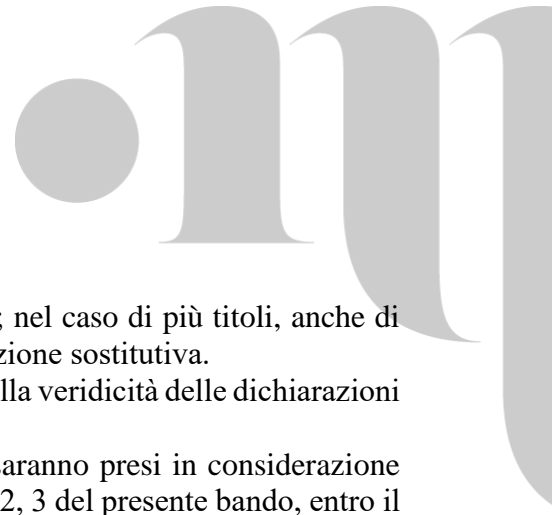 ; nel caso di più titoli, anche di
zione sostitutiva.
lla veridicità delle dichiarazioni
saranno presi in considerazione
2, 3 del presente bando, entro il